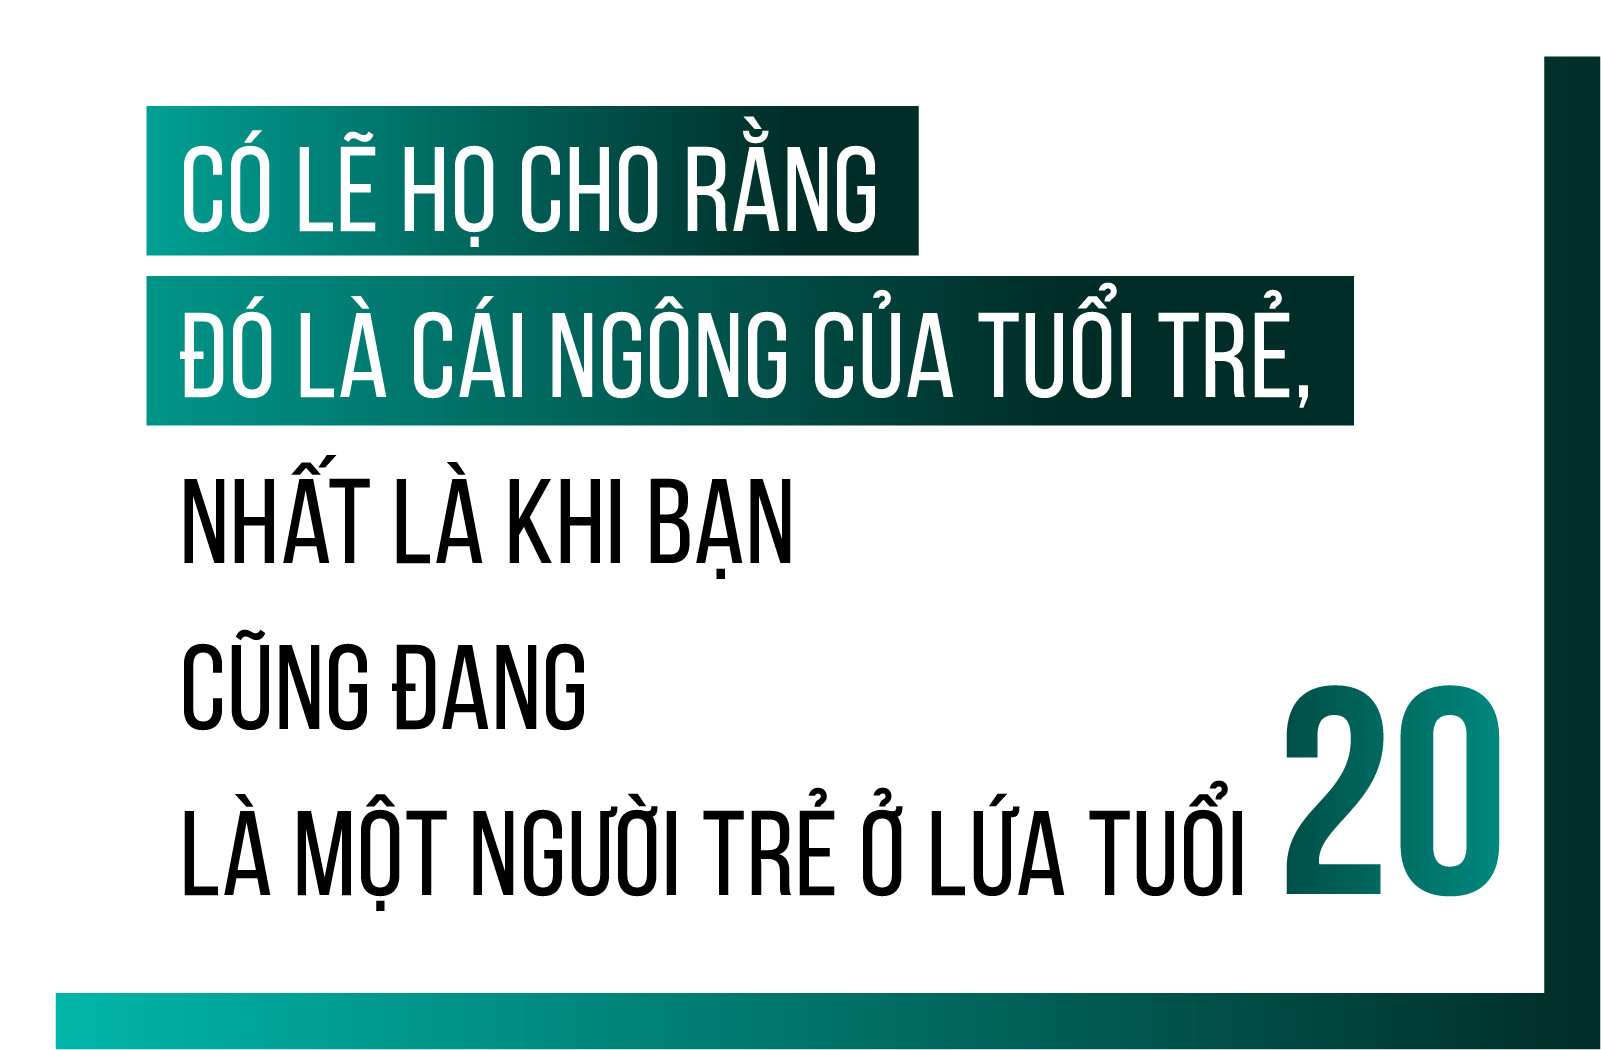 CÓ LẼ HỌ CHO RẰNG
ĐÓ LÀ CÁI NGÔNG CỦA TUỔI TRẺ,
NHẤT LÀ KHI BẠN
CŨNG ĐANG
LÀ MỘT NGƯỜI TRẺ Ở LỨA TUỔI 20